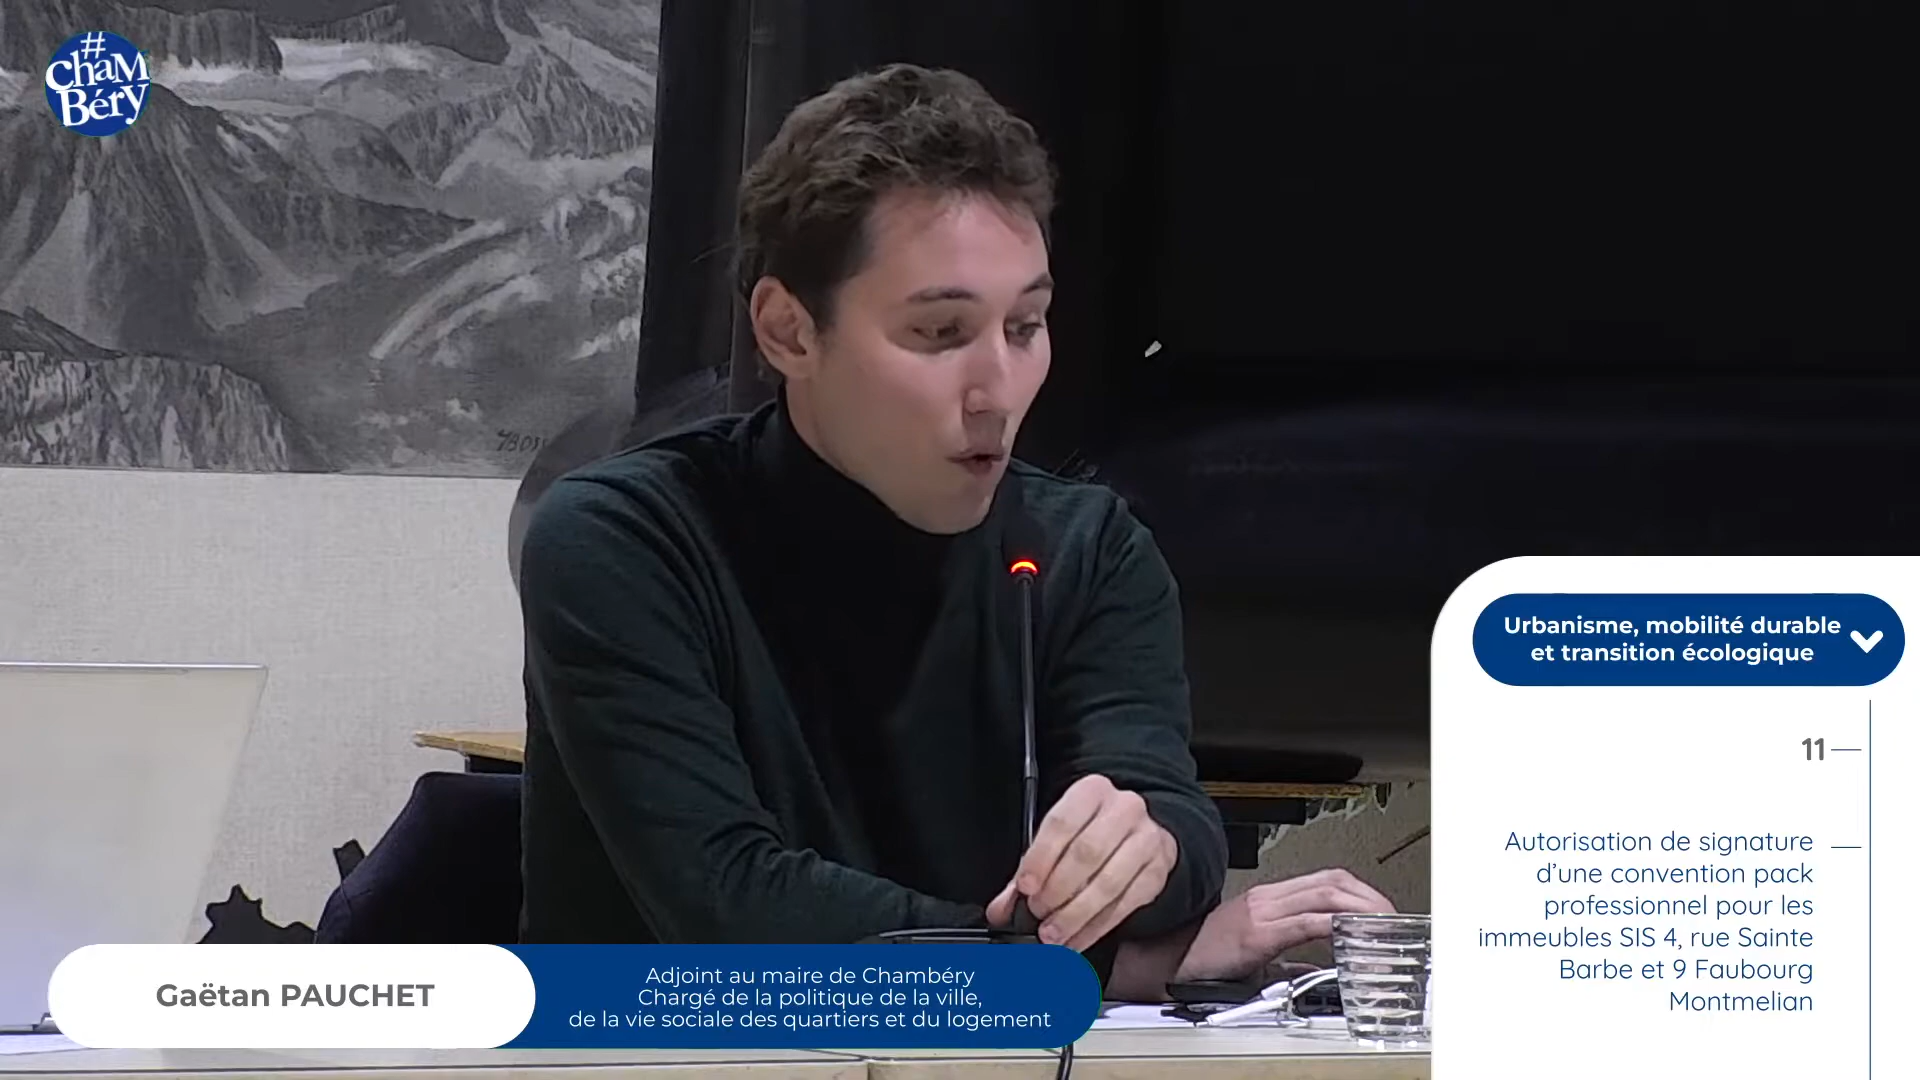 #
chaM
Béry
Urbanisme, mobilité durable
et transition écologique
11
Autorisation de signature
d’une convention pack
professionnel pour les
immeubles SIS 4, rue Sainte
Barbe et 9 Faubourg
Montmelian
Gaëtan PAUCHET
Adjoint au maire de Chambéry
Chargé de la politique de la ville,
de la vie sociale des quartiers et du logement